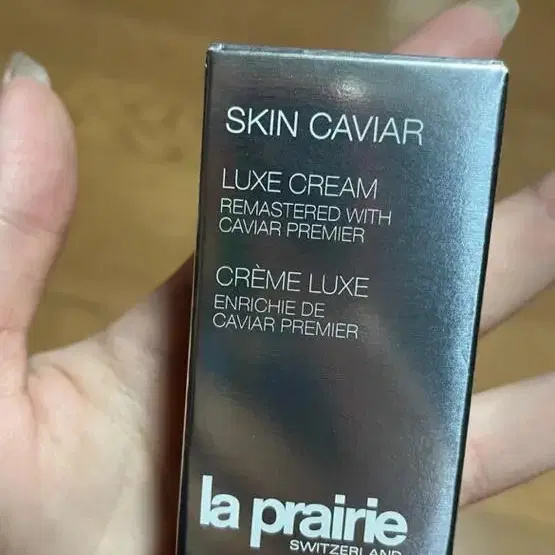 SKIN CAVIAR
LUXE CREAM
REMASTERED WITH
CAVIAR PREMIER
CRÈME LUXE
ENRICHIE DE
CAVIAR PREMIER
la prairie
SWITZERLAND